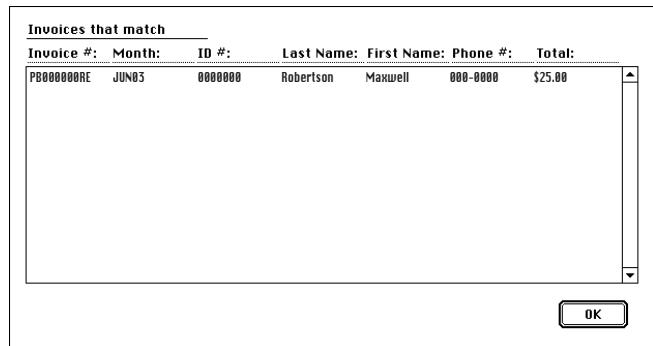 Invoices that match
Invoice #: Month: ID #: Last Name: First Name: Phone #: Total:
PB000000RE JUN03 0000000 Robertson Maxwell 000-0000 $25.00
OK